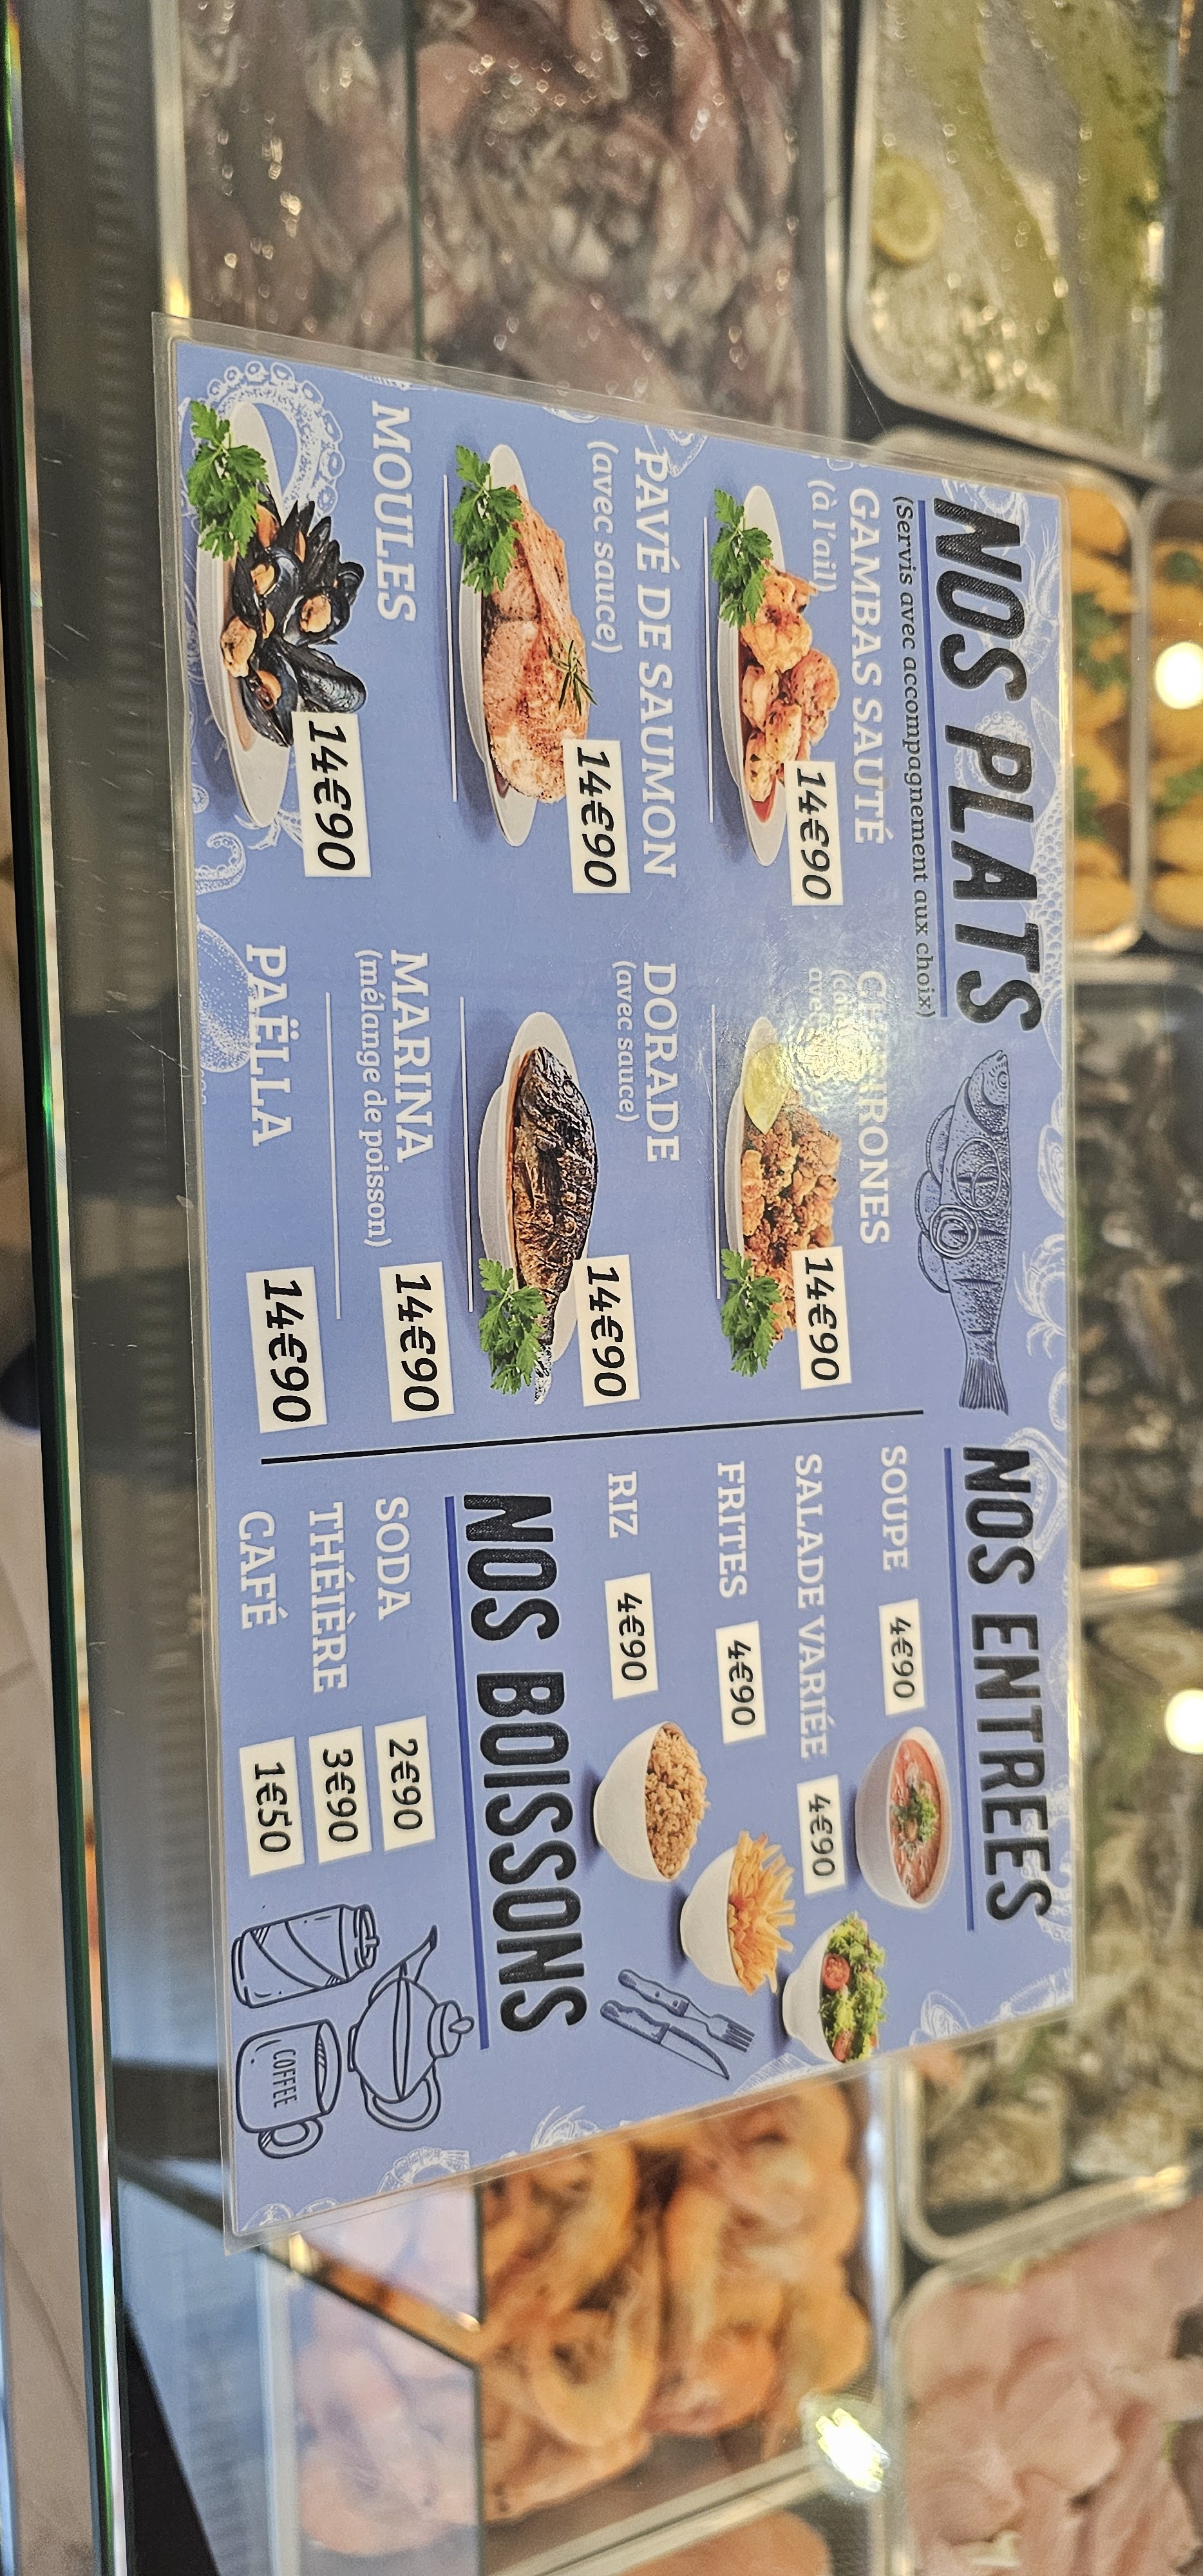 NOS PLATS
(Servis avec accompagnement aux choix)
GAMBAS SAUTÉ
(à l'ail)
14€90
PAVÉ DE SAUMON
(avec sauce)
14€90
MOULES
14€90
14€90
DORADE
(avec sauce)
14€90
MARINA
(mélange de poisson)
14€90
PAËLLA
14€90
NOS ENTREES
SOUPE 4€90
SALADE VARIÉE 4€90
FRITES 4€90
RIZ 4€90
NOS BOISSONS
SODA 2€90
THÉIÈRE 3€90
CAFÉ 1€50
COFFEE